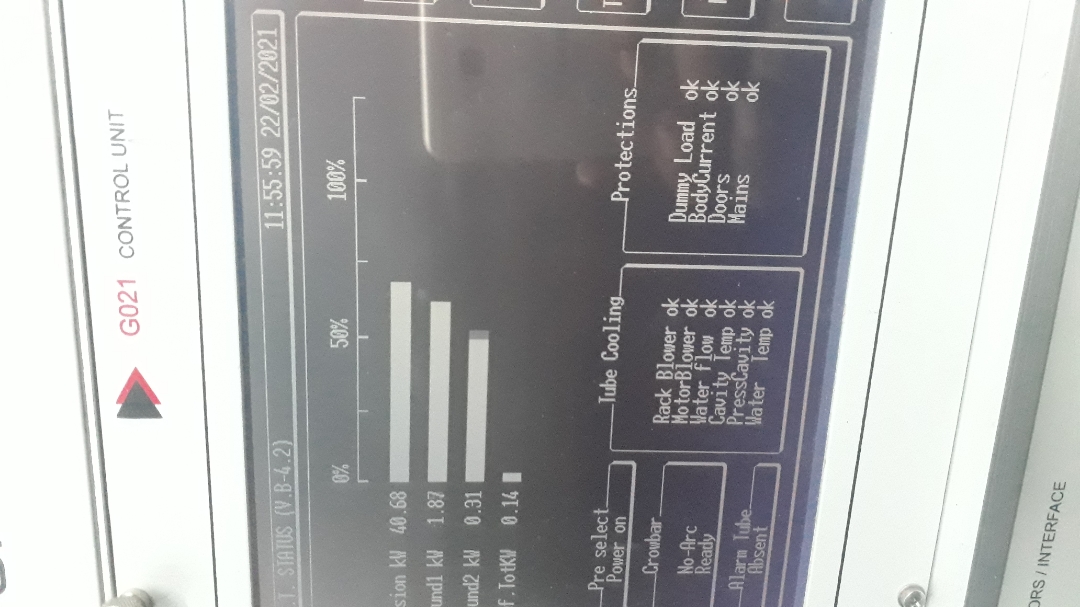 G021 CONTROL UNIT
.T. STATUS (V.B-4.2) 11:55:59 22/02/2021
0% 50% 100%
sion kW 40.68
und1 kW 1.87
und2 kW 0.31
f.TotKW 0.14
Pre select
Power on
Crowbar
No-Arc
Ready
Alarm Tube
Absent
Tube Cooling
Rack Blower ok
MotorBlower ok
Water flow ok
Cavity Temp ok
PressCavity ok
Water Temp ok
Protections
Dummy Load ok
BodyCurrent ok
Doors ok
Mains ok
ORS / INTERFACE